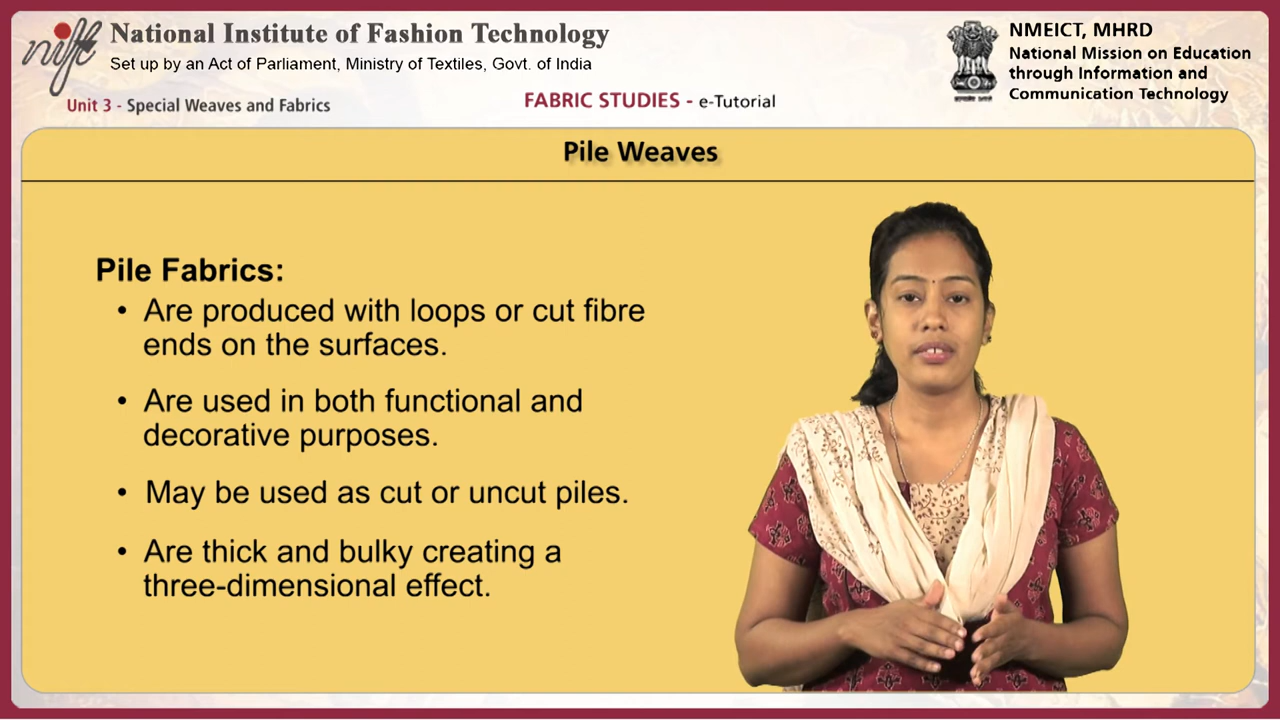 nift
National Institute of Fashion Technology
Set up by an Act of Parliament, Ministry of Textiles, Govt. of India
Unit 3 - Special Weaves and Fabrics
FABRIC STUDIES - e-Tutorial
NMEICT, MHRD
National Mission on Education
through Information and
Communication Technology
Pile Weaves
Pile Fabrics:
• Are produced with loops or cut fibre
ends on the surfaces.
• Are used in both functional and
decorative purposes.
• May be used as cut or uncut piles.
• Are thick and bulky creating a
three-dimensional effect.